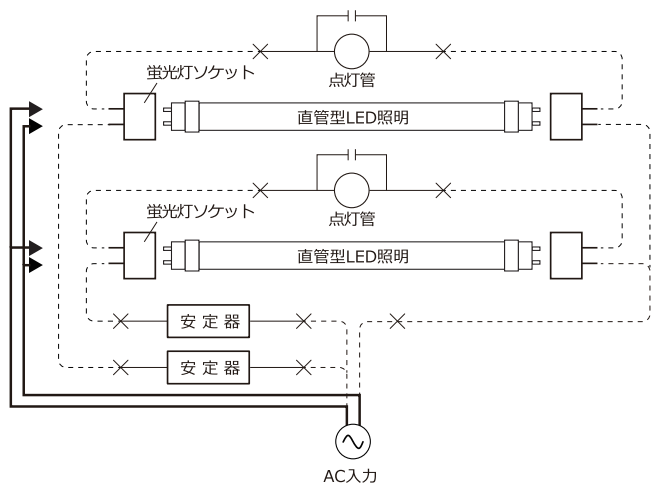 点灯管
蛍光灯ソケット
直管型LED照明
点灯管
蛍光灯ソケット
直管型LED照明
安定器
安定器
AC入力